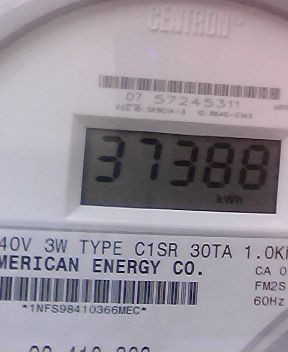 CENTRON
07 57245311
37388
kWh
40V 3W TYPE C1SR 30TA 1.0K
MERICAN ENERGY CO.
CA 0
FM2S
60Hz
*1NFS98410366MEC*